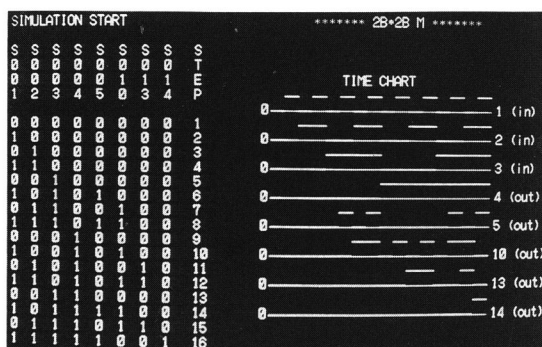 SIMULATION START
******* 2B*2B M *******
S S S S S S S S S
0 0 0 0 0 0 0 0 T
0 0 0 0 0 1 1 1 E
1 2 3 4 5 0 3 4 P
0 0 0 0 0 0 0 0 1
1 0 0 0 0 0 0 0 2
0 1 0 0 0 0 0 0 3
1 1 0 0 0 0 0 0 4
0 0 1 0 0 0 0 0 5
1 0 1 0 1 0 0 0 6
0 1 1 0 0 1 0 0 7
1 1 1 0 1 1 0 0 8
0 0 0 1 0 0 0 0 9
1 0 0 1 0 1 0 0 10
0 1 0 1 0 0 1 0 11
1 1 0 1 0 1 1 0 12
0 0 1 1 0 0 0 0 13
1 0 1 1 1 1 0 0 14
0 1 1 1 0 1 1 0 15
1 1 1 1 1 0 0 1 16
TIME CHART
0 1 (in)
0 2 (in)
0 3 (in)
0 4 (out)
0 5 (out)
0 10 (out)
0 13 (out)
0 14 (out)